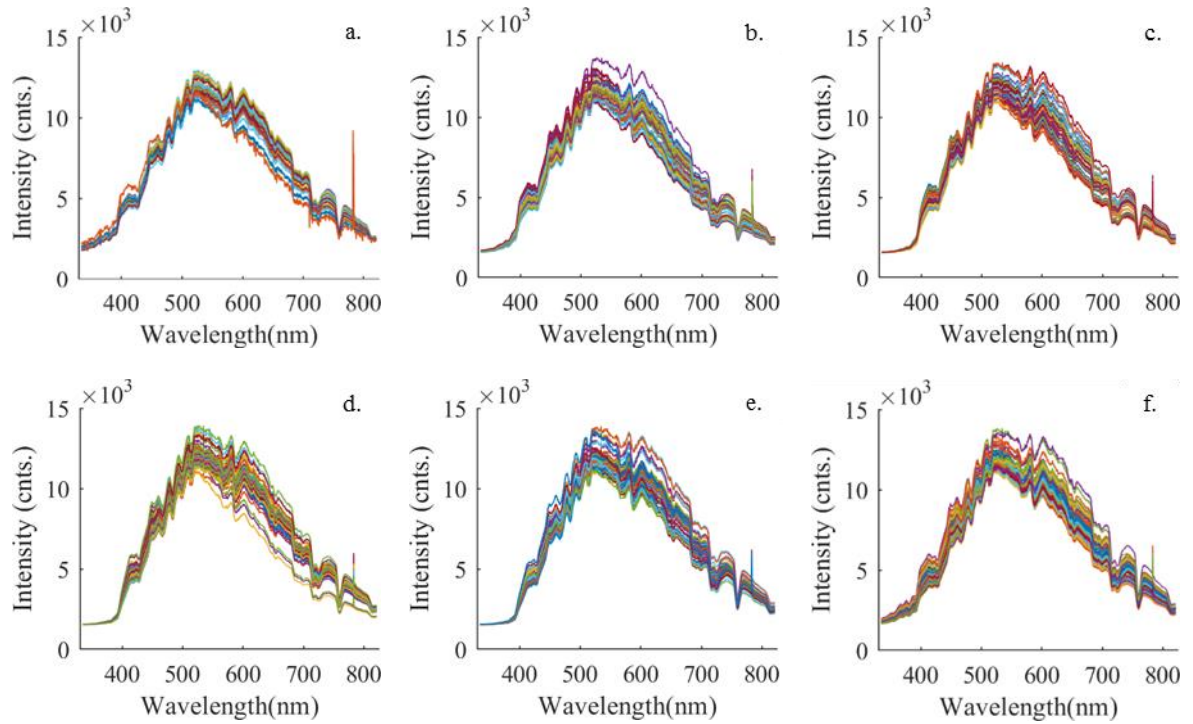 ×10³ a.
15
10
5
0
Intensity (cnts.)
400 500 600 700 800
Wavelength(nm)
×10³ b.
15
10
5
0
Intensity (cnts.)
400 500 600 700 800
Wavelength(nm)
×10³ c.
15
10
5
0
Intensity (cnts.)
400 500 600 700 800
Wavelength(nm)
×10³ d.
15
10
5
0
Intensity (cnts.)
400 500 600 700 800
Wavelength(nm)
×10³ e.
15
10
5
0
Intensity (cnts.)
400 500 600 700 800
Wavelength(nm)
×10³ f.
15
10
5
0
Intensity (cnts.)
400 500 600 700 800
Wavelength(nm)